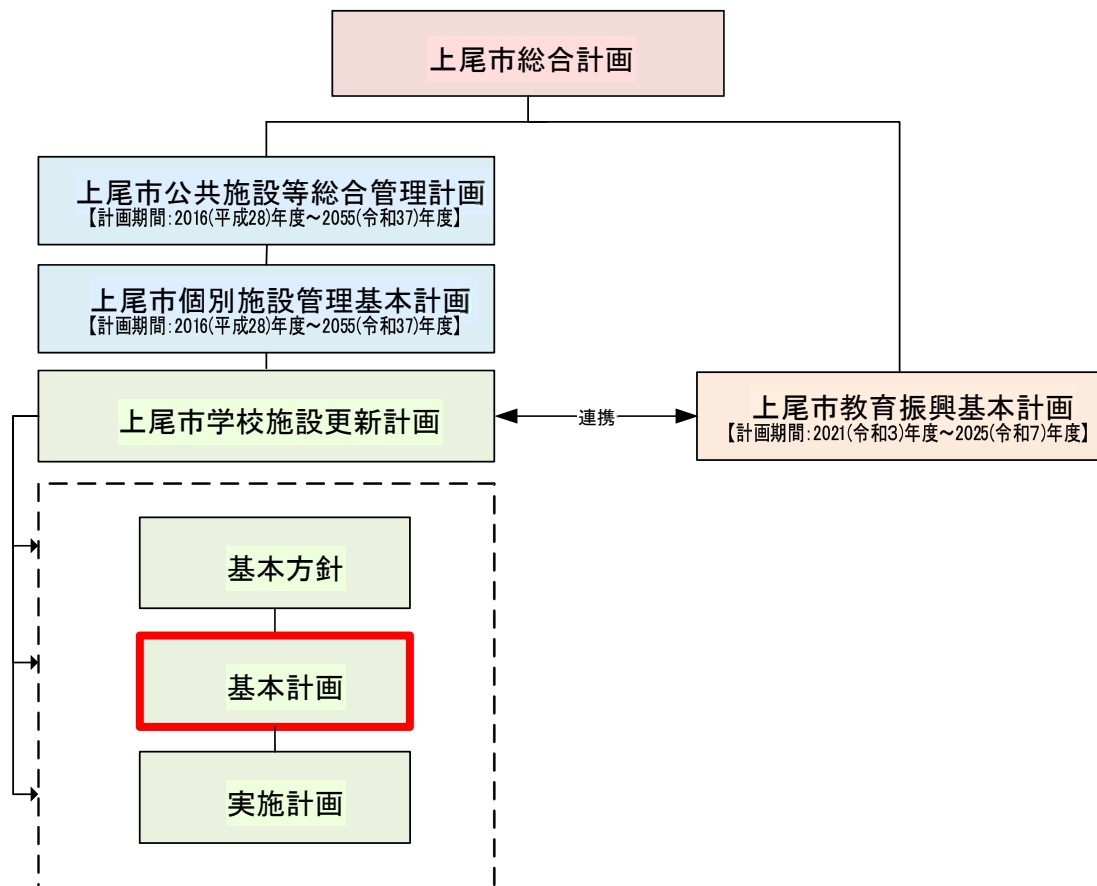 上尾市総合計画
上尾市公共施設等総合管理計画
【計画期間:2016(平成28)年度～2055(令和37)年度】
上尾市個別施設管理基本計画
【計画期間:2016(平成28)年度～2055(令和37)年度】
上尾市学校施設更新計画
連携
上尾市教育振興基本計画
【計画期間:2021(令和3)年度～2025(令和7)年度】
基本方針
基本計画
実施計画